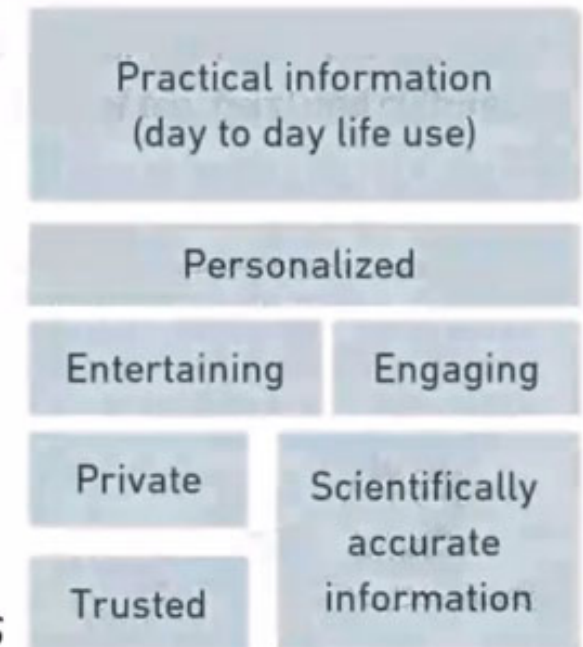 Practical information
(day to day life use)
Personalized
Entertaining
Engaging
Private
Scientifically
accurate
information
Trusted